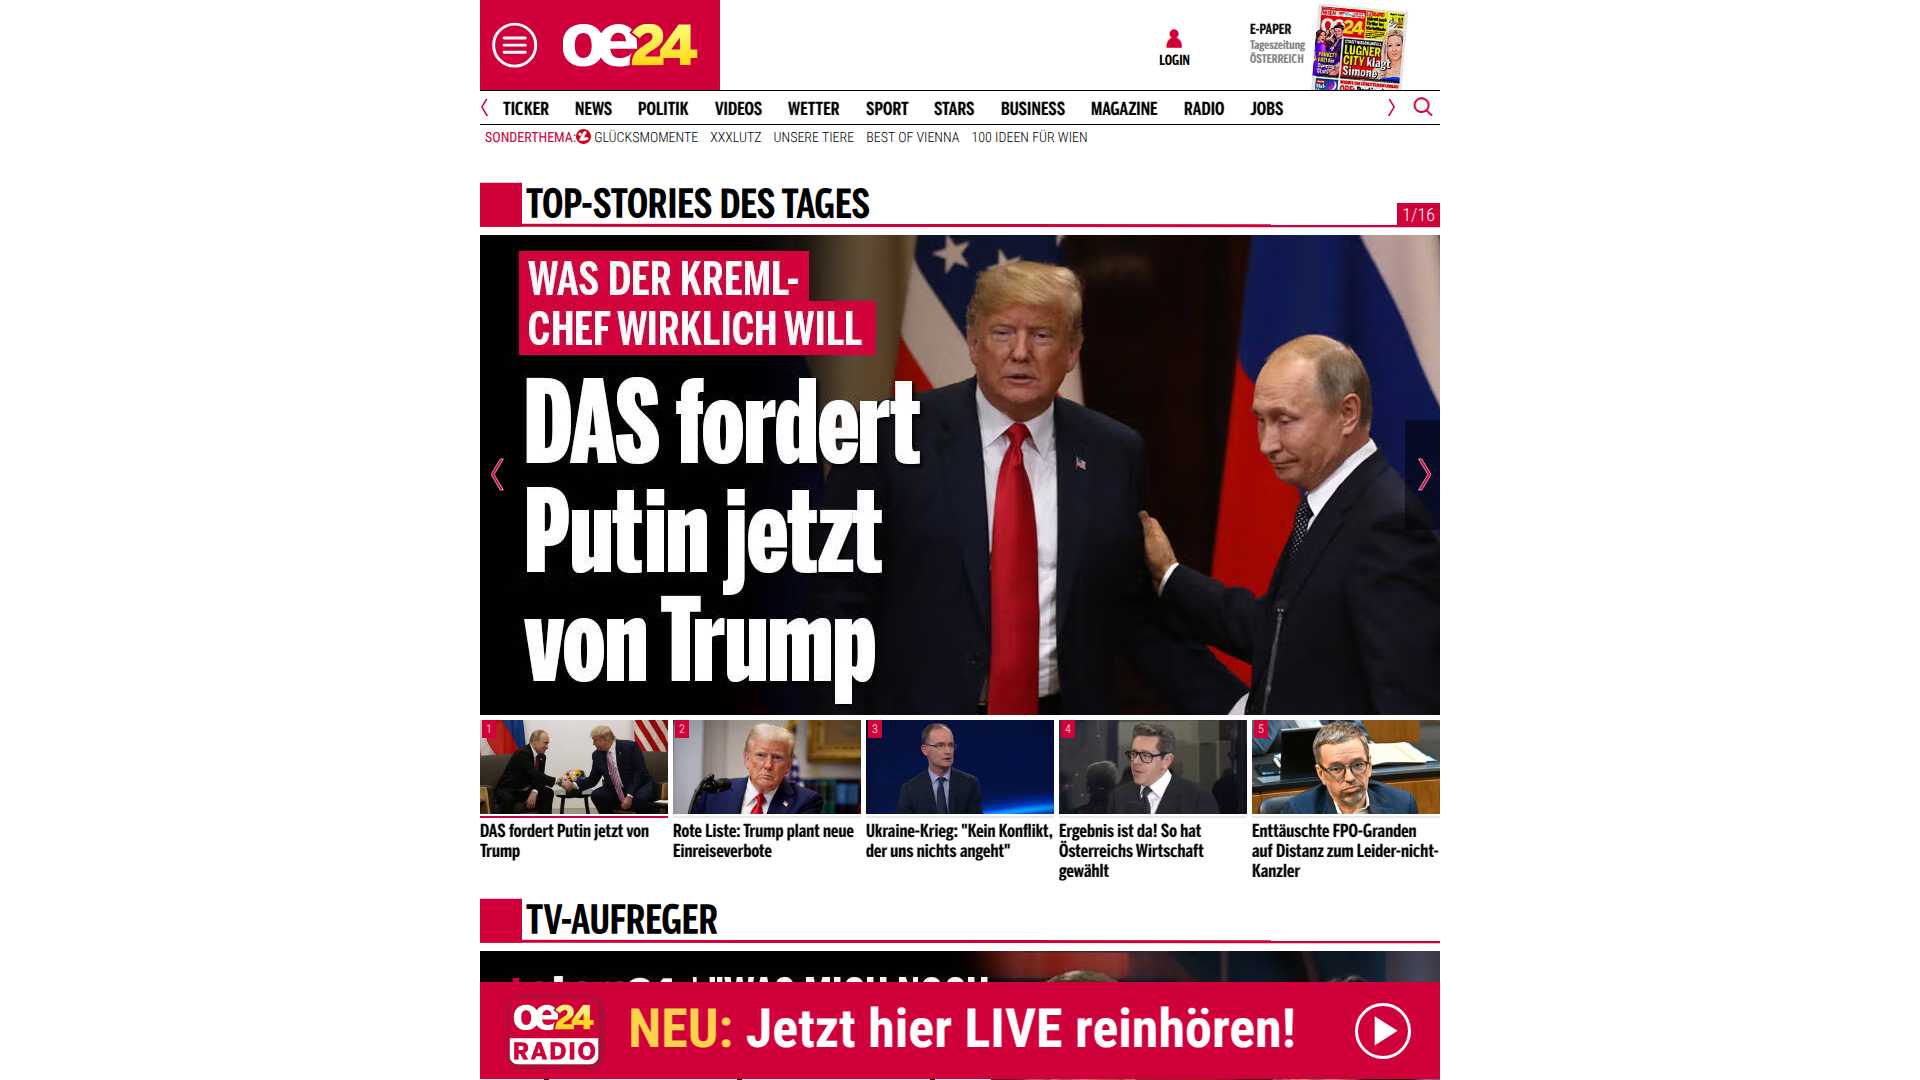 oe24
LOGIN
E-PAPER
Tageszeitung
ÖSTERREICH
oe24
LUGNER
CITY klagt
Simone
TICKER NEWS POLITIK VIDEOS WETTER SPORT STARS BUSINESS MAGAZINE RADIO JOBS
SONDERTHEMA: GLÜCKSMOMENTE XXXLUTZ UNSERE TIERE BEST OF VIENNA 100 IDEEN FÜR WIEN
TOP-STORIES DES TAGES
1/16
WAS DER KREML-
CHEF WIRKLICH WILL
DAS fordert
Putin jetzt
von Trump
1
DAS fordert Putin jetzt von
Trump
2
Rote Liste: Trump plant neue
Einreiseverbote
3
Ukraine-Krieg: "Kein Konflikt,
der uns nichts angeht"
4
Ergebnis ist da! So hat
Österreichs Wirtschaft
gewählt
5
Enttäuschte FPÖ-Granden
auf Distanz zum Leider-nicht-
Kanzler
TV-AUFREGER
"WAS MICH NOCH
oe24
RADIO
NEU: Jetzt hier LIVE reinhören!